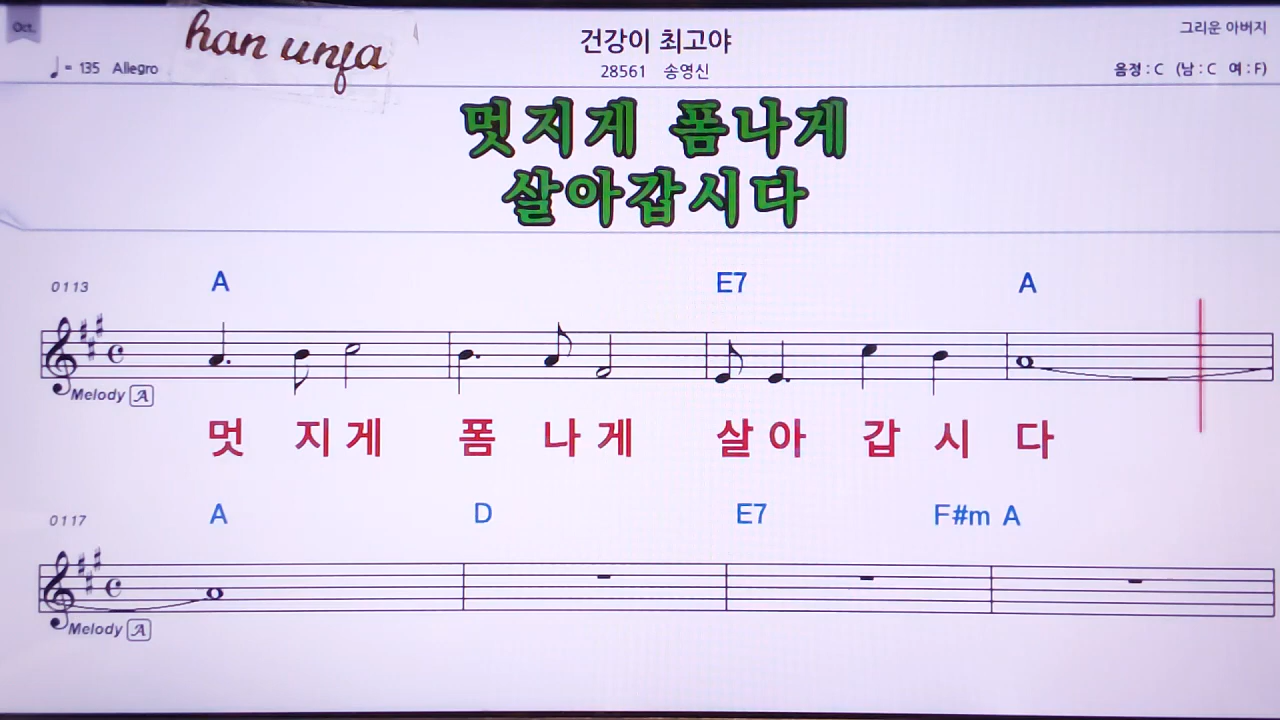 Oct.
han unja
건강이 최고야
그리운 아버지
♩= 135 Allegro
28561 송영신
음정 : C (남 : C 여 : F)
멋지게 폼나게
살아갑시다
0113
A E7 A
Melody A
멋 지 게 폼 나 게 살 아 갑 시 다
0117
A D E7 F#m A
Melody A